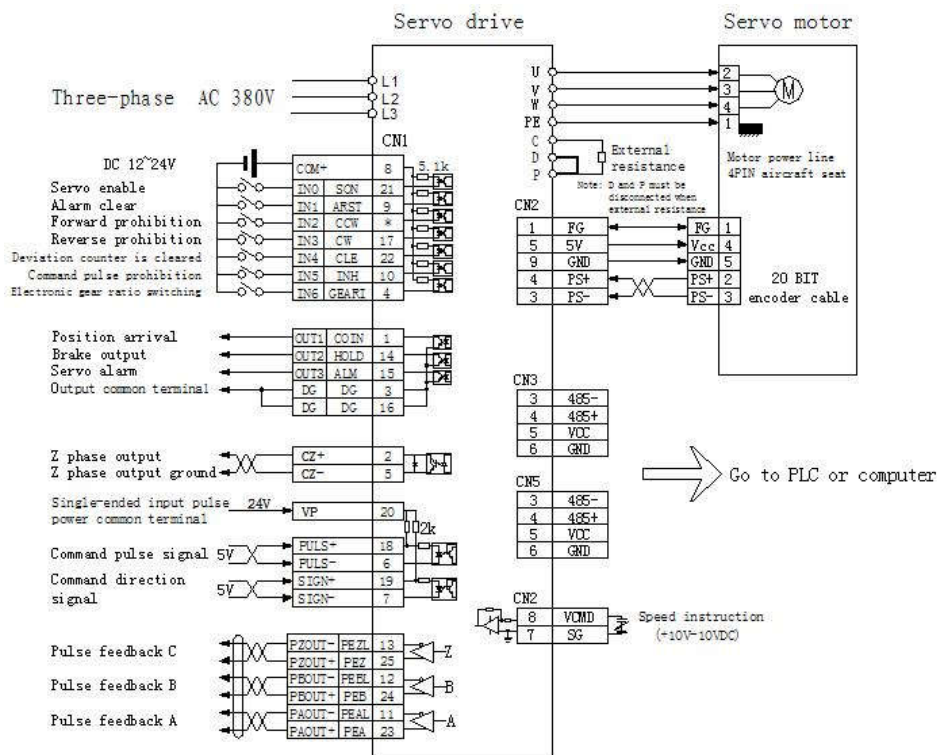 Servo drive
Servo motor
Three-phase AC 380V
L1
L2
L3
U
V
W
PE
C
D
P
2
3
4
1
M
External
resistance
Note: D and P must be
disconnected when
external resistance
Motor power line
4PIN aircraft seat
CN1
DC 12~24V
COM+ 8 5.1k
Servo enable IN0 SON 21
Alarm clear IN1 ARST 9
Forward prohibition IN2 CCW *
Reverse prohibition IN3 CW 17
Deviation counter is cleared IN4 CLE 22
Command pulse prohibition IN5 INH 10
Electronic gear ratio switching IN6 GEAR1 4
CN2
1 FG FG 1
5 5V Vcc 4
9 GND GND 5
4 PS+ PS+ 2
3 PS- PS- 3
20 BIT
encoder cable
Position arrival OUT1 COIN 1
Brake output OUT2 HOLD 14
Servo alarm OUT3 ALM 15
Output common terminal DG DG 3
DG DG 16
CN3
3 485-
4 485+
5 VCC
6 GND
Z phase output CZ+ 2
Z phase output ground CZ- 5
Go to PLC or computer
CN5
3 485-
4 485+
5 VCC
6 GND
Single-ended input pulse
power common terminal
24V VP 20
2k
Command pulse signal 5V PULS+ 18
PULS- 6
Command direction
signal
5V SIGN+ 19
SIGN- 7
CN2
8 VCMD
7 SG
Speed instruction
(+10V-10VDC)
Pulse feedback C PZOUT- PEZL 13 Z
PZOUT+ PEZ 25
Pulse feedback B PBOUT- PEBL 12 B
PBOUT+ PEB 24
Pulse feedback A PAOUT- PEAL 11 A
PAOUT+ PEA 23